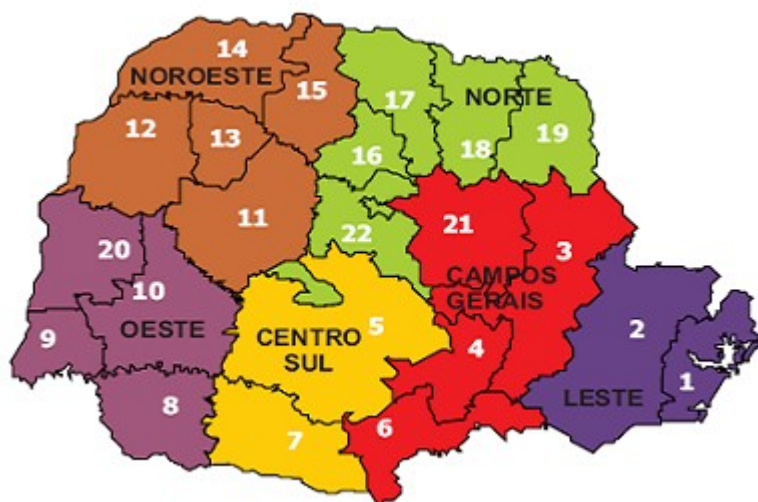 14
NOROESTE
15
17
NORTE
12
13
16
18
19
11
22
21
3
20
10
CAMPOS
GERAIS
9
OESTE
CENTRO
SUL
5
4
2
1
8
7
6
LESTE